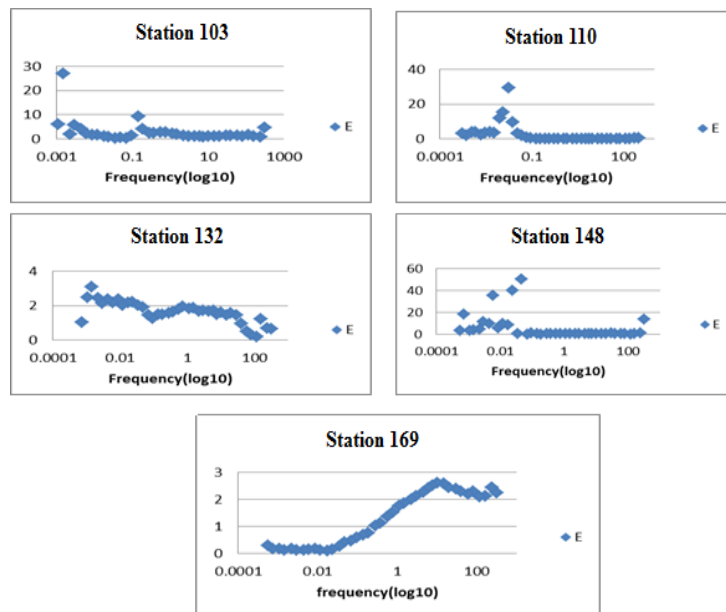 Station 103
30
20
10
0
0.001 0.1 10 1000
Frequency(log10)
E
Station 110
40
20
0
0.0001 0.1 100
Frequencey(log10)
E
Station 132
4
2
0
0.0001 0.01 1 100
Frequency(log10)
E
Station 148
60
40
20
0
0.0001 0.01 1 100
Frequency(log10)
E
Station 169
3
2
1
0
0.0001 0.01 1 100
frequency(log10)
E